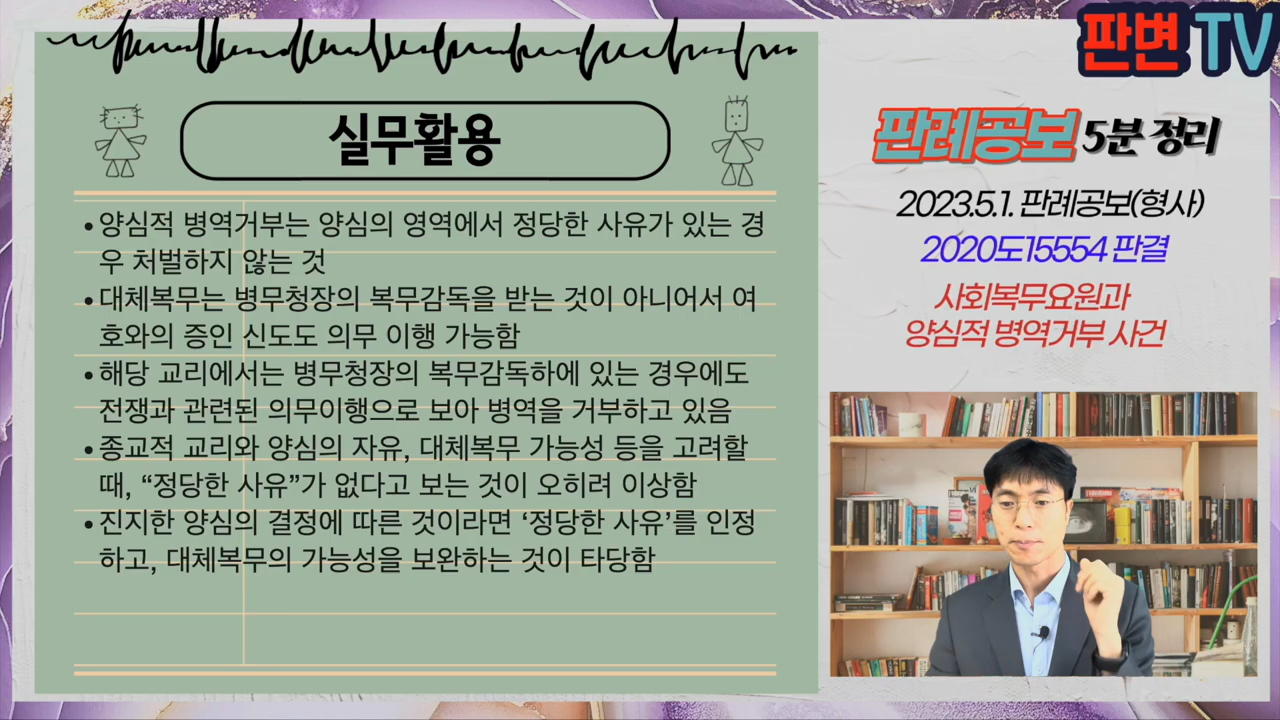 판변 TV
실무활용
• 양심적 병역거부는 양심의 영역에서 정당한 사유가 있는 경
우 처벌하지 않는 것
• 대체복무는 병무청장의 복무감독을 받는 것이 아니어서 여
호와의 증인 신도도 의무 이행 가능함
• 해당 교리에서는 병무청장의 복무감독하에 있는 경우에도
전쟁과 관련된 의무이행으로 보아 병역을 거부하고 있음
• 종교적 교리와 양심의 자유, 대체복무 가능성 등을 고려할
때, “정당한 사유”가 없다고 보는 것이 오히려 이상함
• 진지한 양심의 결정에 따른 것이라면 ‘정당한 사유’를 인정
하고, 대체복무의 가능성을 보완하는 것이 타당함
판례공보 5분 정리
2023.5.1. 판례공보(형사)
2020도15554 판결
사회복무요원과
양심적 병역거부 사건